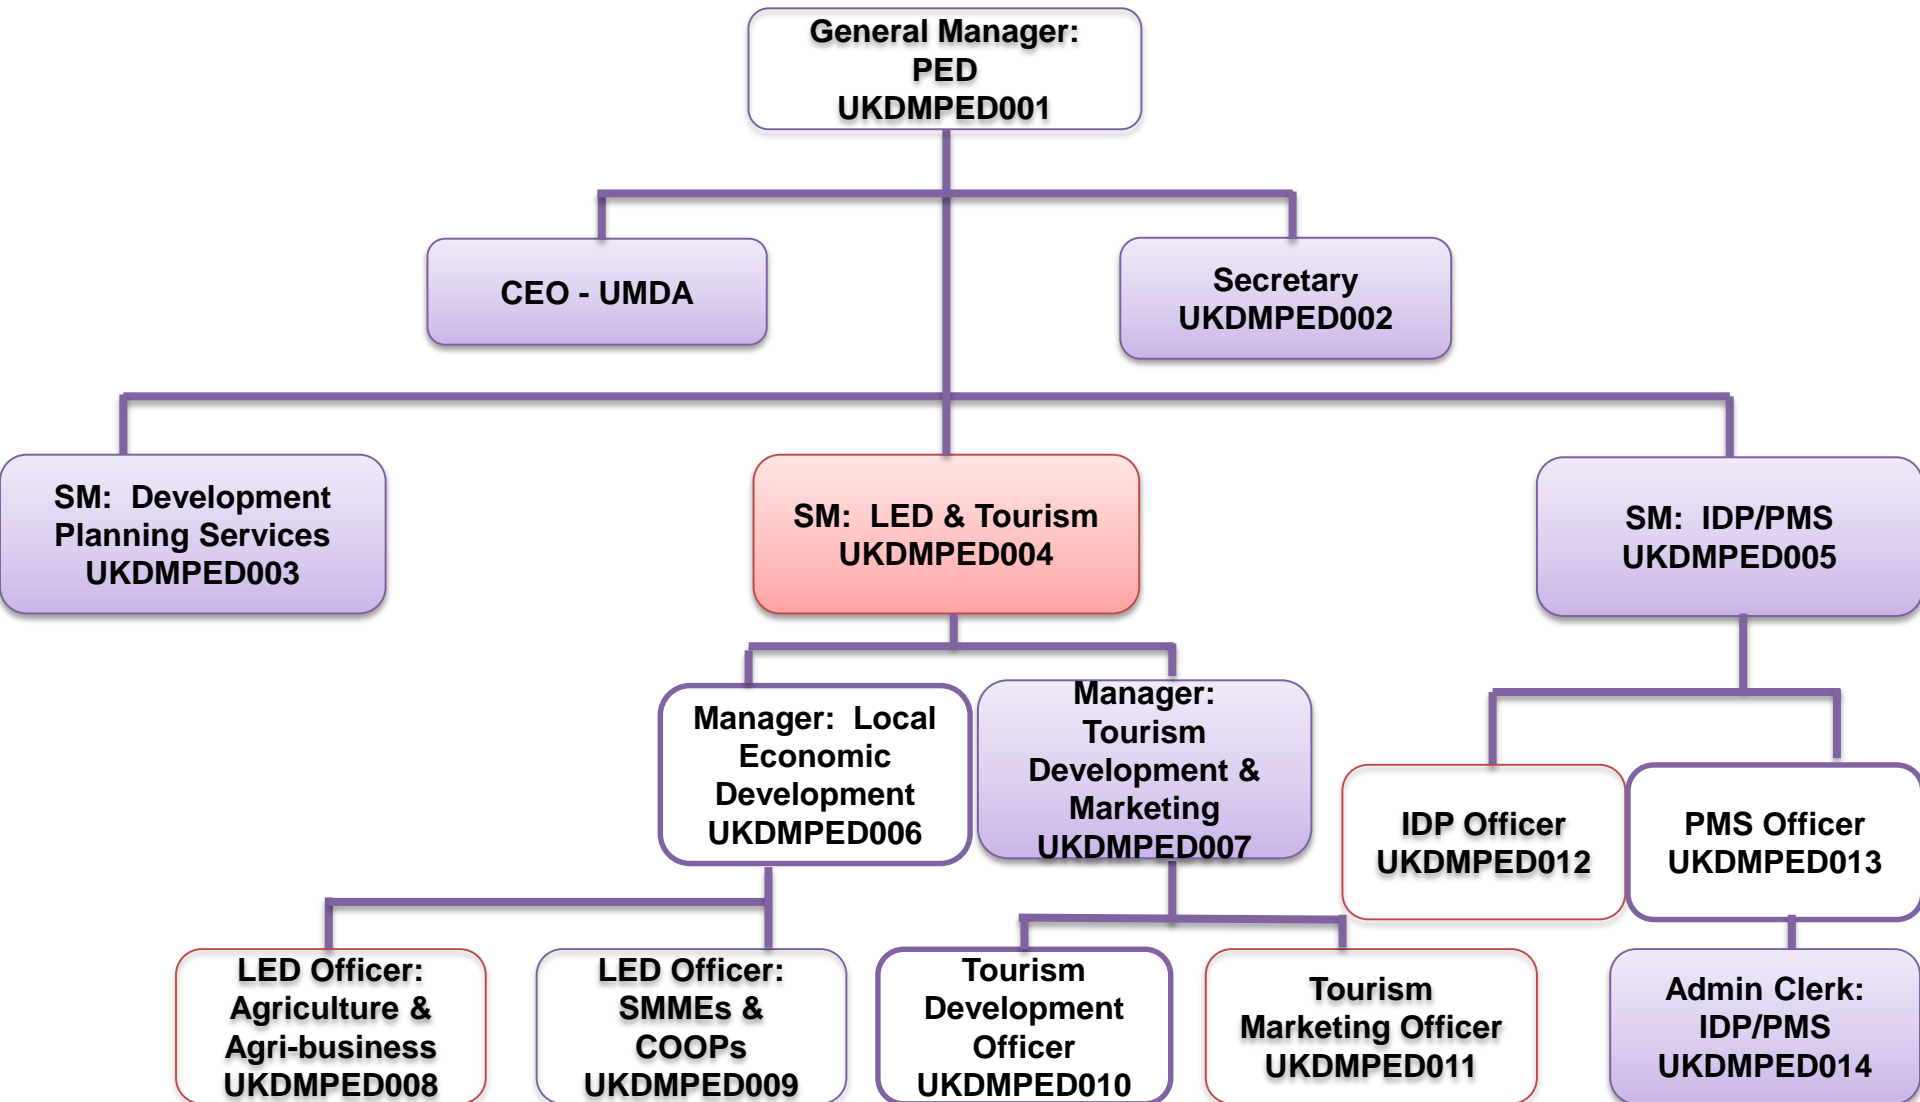 General Manager:
PED
UKDMPED001
CEO - UMDA
Secretary
UKDMPED002
SM:  Development
Planning Services
UKDMPED003
SM:  LED & Tourism
UKDMPED004
SM:  IDP/PMS
UKDMPED005
Manager:  Local
Economic
Development
UKDMPED006
Manager:
Tourism
Development &
Marketing
UKDMPED007
IDP Officer
UKDMPED012
PMS Officer
UKDMPED013
LED Officer:
Agriculture &
Agri-business
UKDMPED008
LED Officer:
SMMEs &
COOPs
UKDMPED009
Tourism
Development
Officer
UKDMPED010
Tourism
Marketing Officer
UKDMPED011
Admin Clerk:
IDP/PMS
UKDMPED014